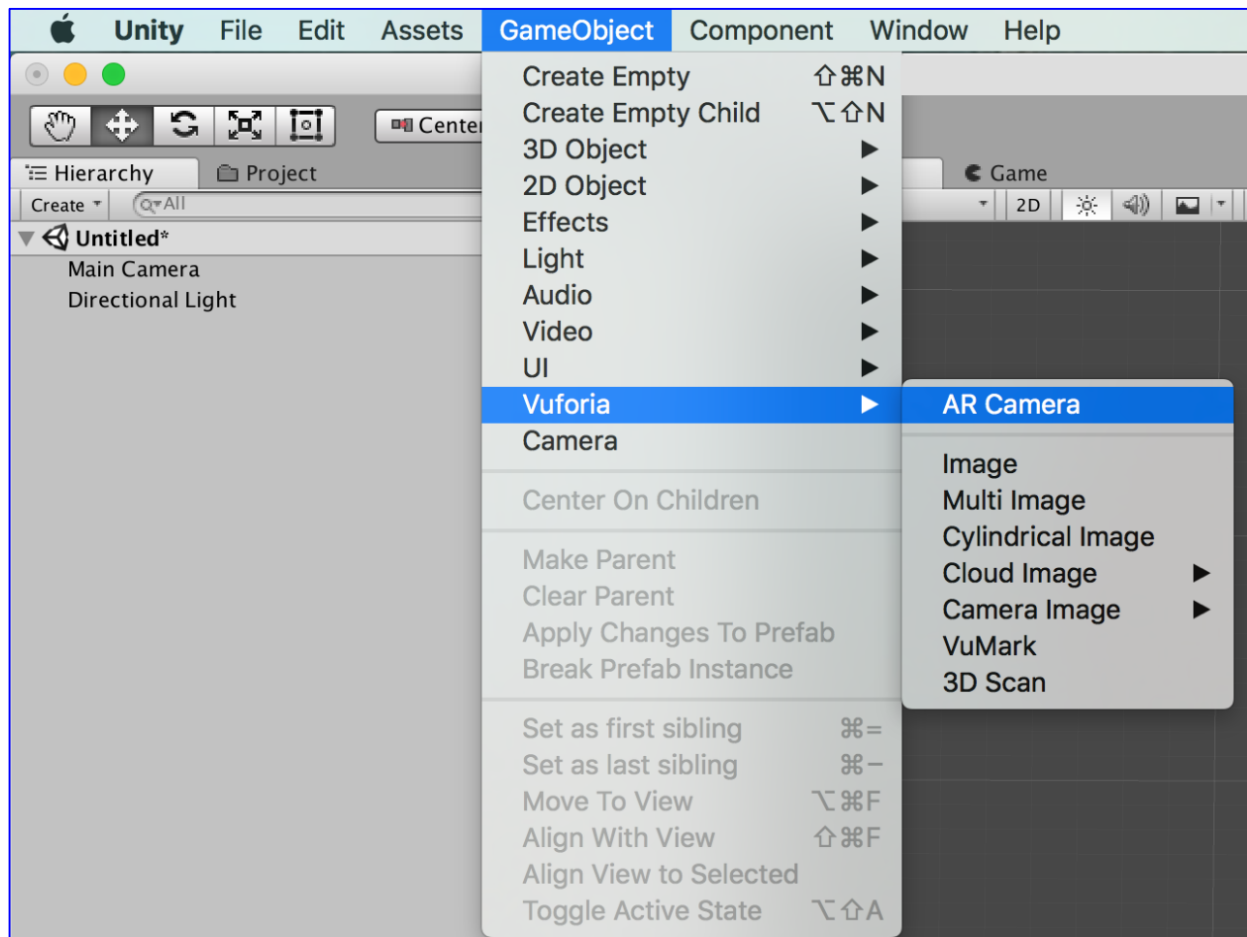 Unity File Edit Assets GameObject Component Window Help
Center
Hierarchy Project
Create All
Untitled*
Main Camera
Directional Light
Create Empty ⇧⌘N
Create Empty Child ⌥⇧N
3D Object
2D Object
Effects
Light
Audio
Video
UI
Vuforia
Camera
Center On Children
Make Parent
Clear Parent
Apply Changes To Prefab
Break Prefab Instance
Set as first sibling ⌘=
Set as last sibling ⌘−
Move To View ⌥⌘F
Align With View ⇧⌘F
Align View to Selected
Toggle Active State ⌥⇧A
AR Camera
Image
Multi Image
Cylindrical Image
Cloud Image
Camera Image
VuMark
3D Scan
Game
2D